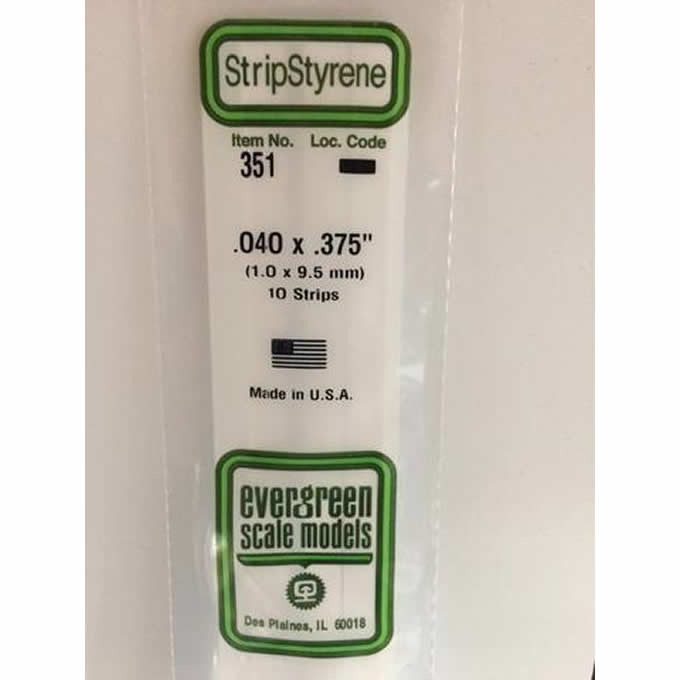 StripStyrene
Item No. Loc. Code
351
.040 x .375"
(1.0 x 9.5 mm)
10 Strips
Made in U.S.A.
evergreen
scale models
Des Plaines, IL 60018